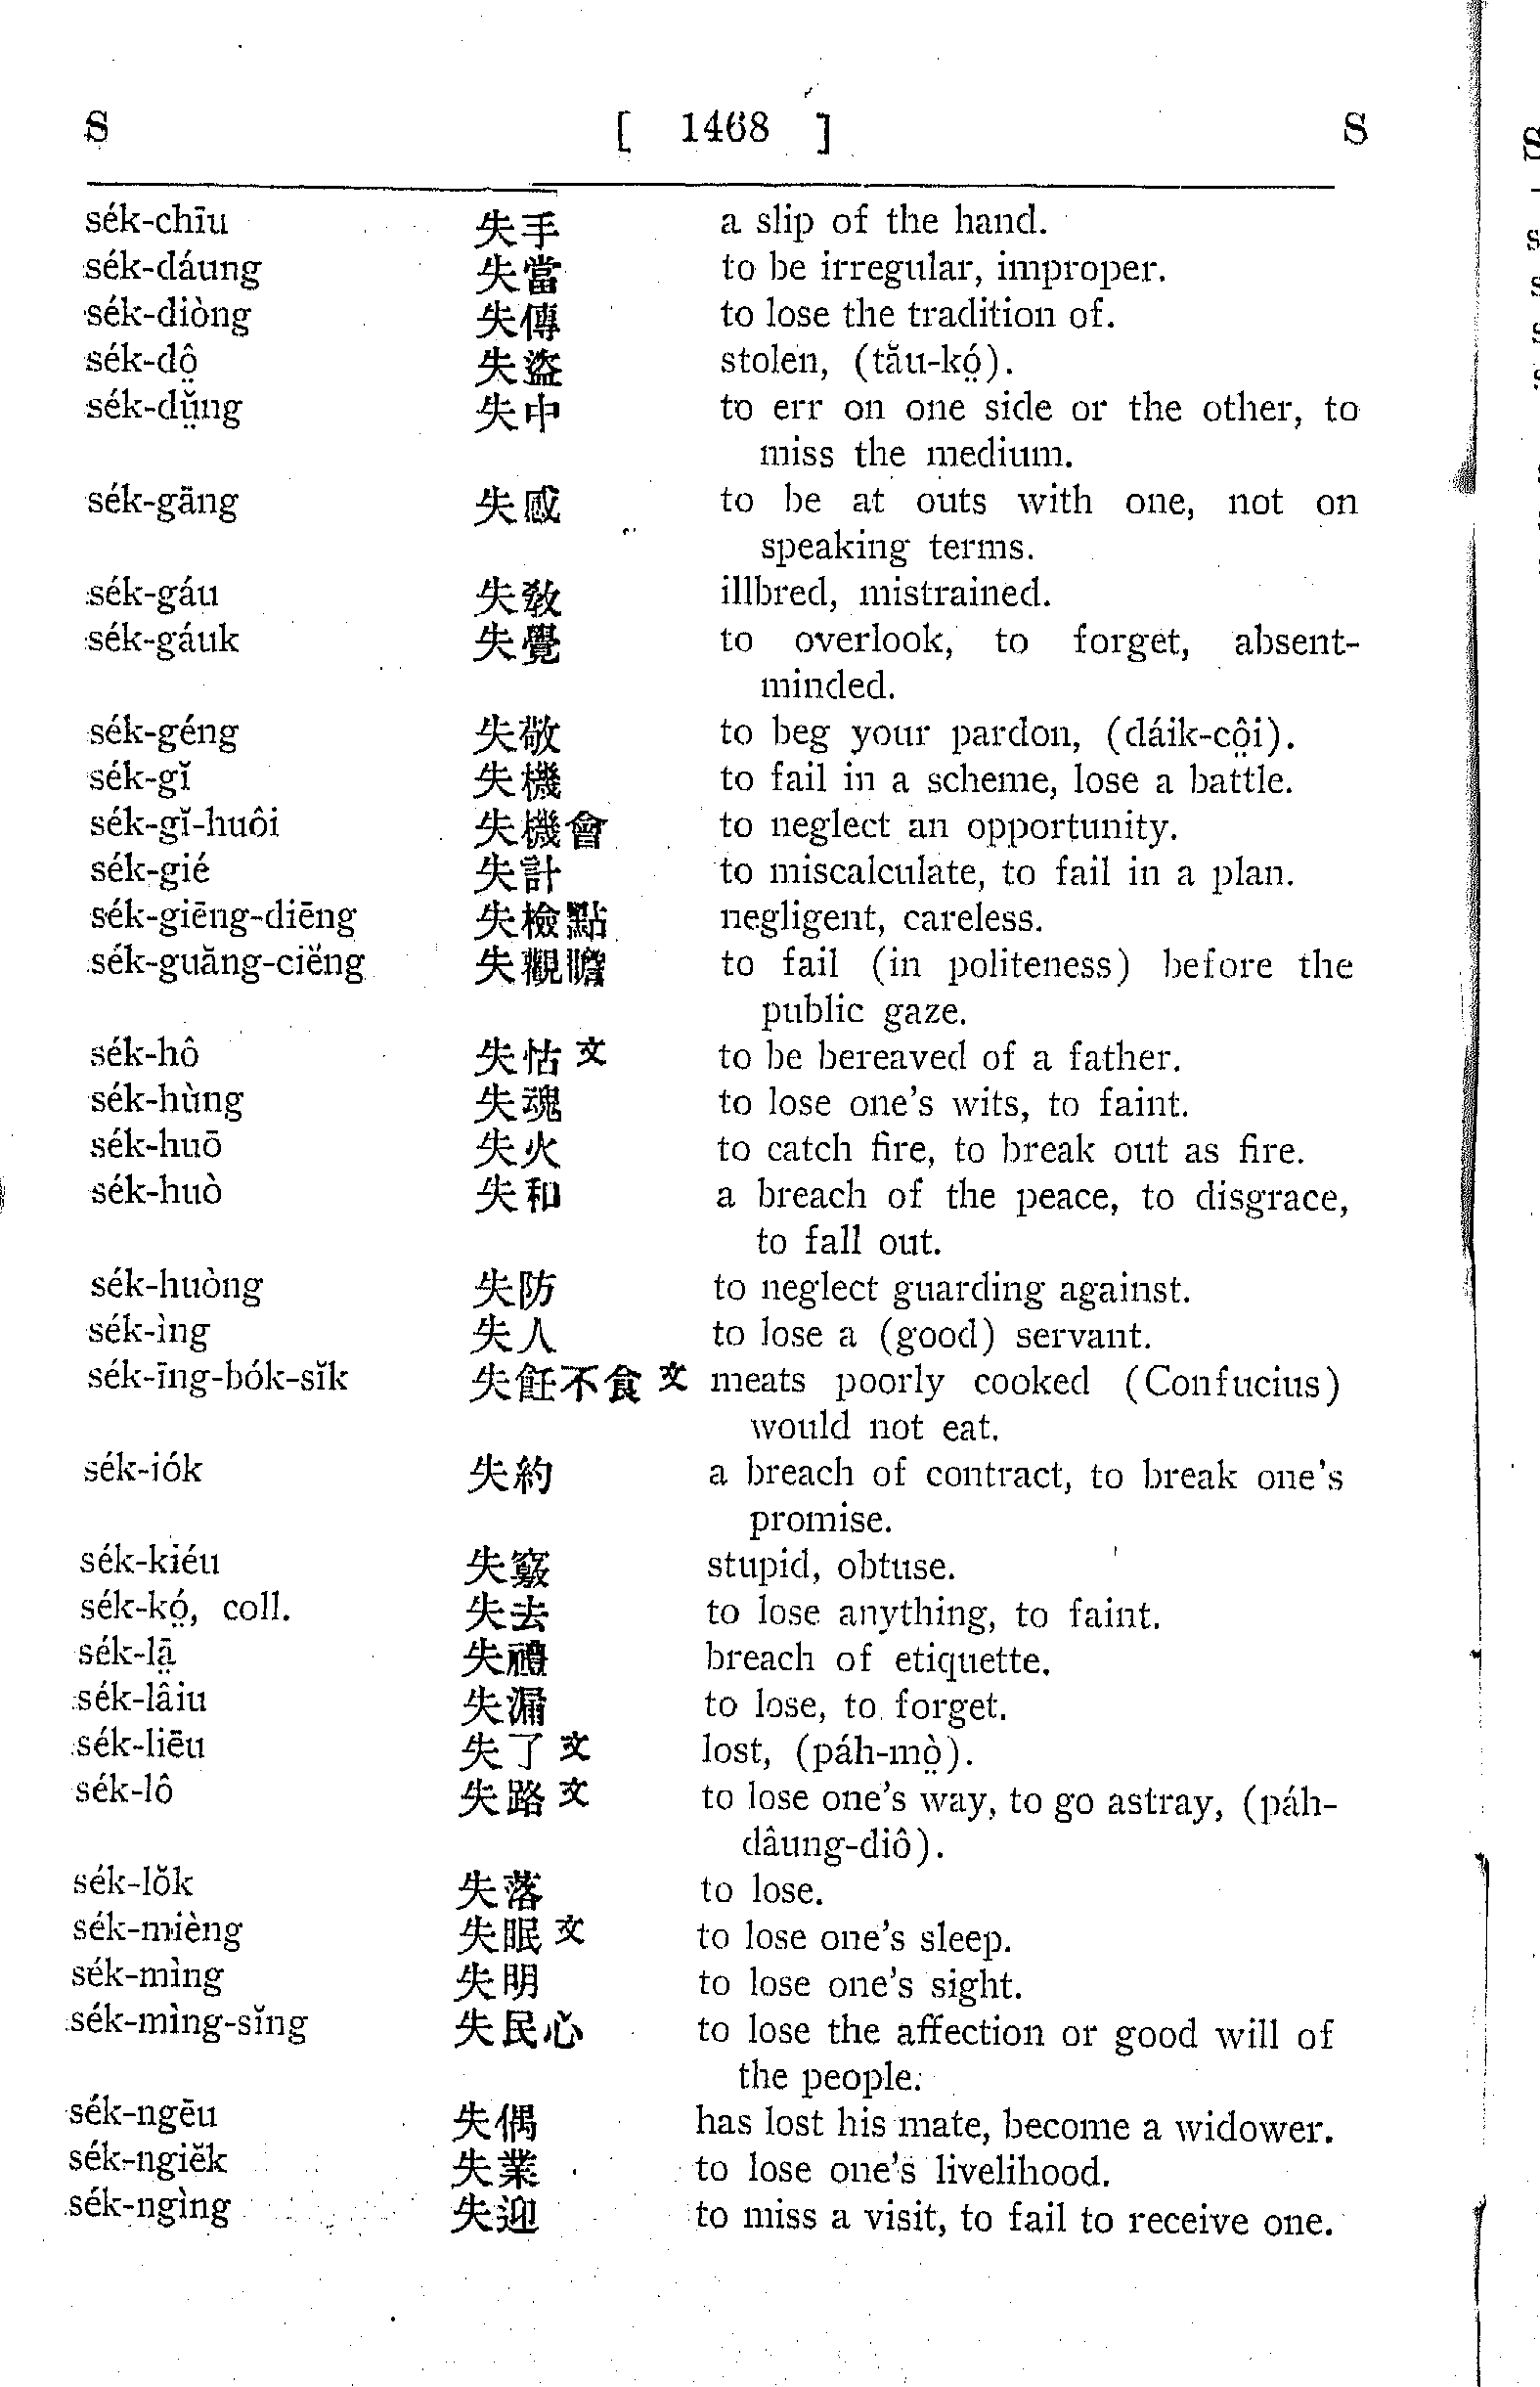 S [ 1468 ] S
sék-chīu 失手 a slip of the hand.
sék-dáung 失當 to be irregular, improper.
sék-diòng 失傳 to lose the tradition of.
sék-dô̤ 失盜 stolen, (tău-kó̤).
sék-dṳ̆ng 失中 to err on one side or the other, to
miss the medium.
sék-gāng 失感 to be at outs with one, not on
speaking terms.
sék-gáu 失敎 illbred, mistrained.
sék-gáuk 失覺 to overlook, to forget, absent-
minded.
sék-géng 失敬 to beg your pardon, (dáik-cô̤i).
sék-gĭ 失機 to fail in a scheme, lose a battle.
sék-gĭ-huôi 失機會 to neglect an opportunity.
sék-gié 失計 to miscalculate, to fail in a plan.
sék-giēng-diēng 失檢點 negligent, careless.
sék-guăng-ciĕng 失觀瞻 to fail (in politeness) before the
public gaze.
sék-hô 失怙 文 to be bereaved of a father.
sék-hùng 失魂 to lose one's wits, to faint.
sék-huō 失火 to catch fire, to break out as fire.
sék-huò 失和 a breach of the peace, to disgrace,
to fall out.
sék-huòng 失防 to neglect guarding against.
sék-ìng 失人 to lose a (good) servant.
sék-īng-bók-sĭk 失飪不食 文 meats poorly cooked (Confucius)
would not eat.
sék-iók 失約 a breach of contract, to break one's
promise.
sék-kiéu 失竅 stupid, obtuse.
sék-kó̤, coll. 失去 to lose anything, to faint.
sék-lā̤ 失禮 breach of etiquette.
sék-lâiu 失漏 to lose, to forget.
sék-liēu 失了 文 lost, (páh-mò̤).
sék-lô 失路 文 to lose one's way, to go astray, (páh-
dâung-diô).
sék-lŏk 失落 to lose.
sék-mièng 失眠 文 to lose one's sleep.
sék-mìng 失明 to lose one's sight.
sék-mìng-sĭng 失民心 to lose the affection or good will of
the people.
sék-ngēu 失偶 has lost his mate, become a widower.
sék-ngiĕk 失業 to lose one's livelihood.
sék-ngìng 失迎 to miss a visit, to fail to receive one.